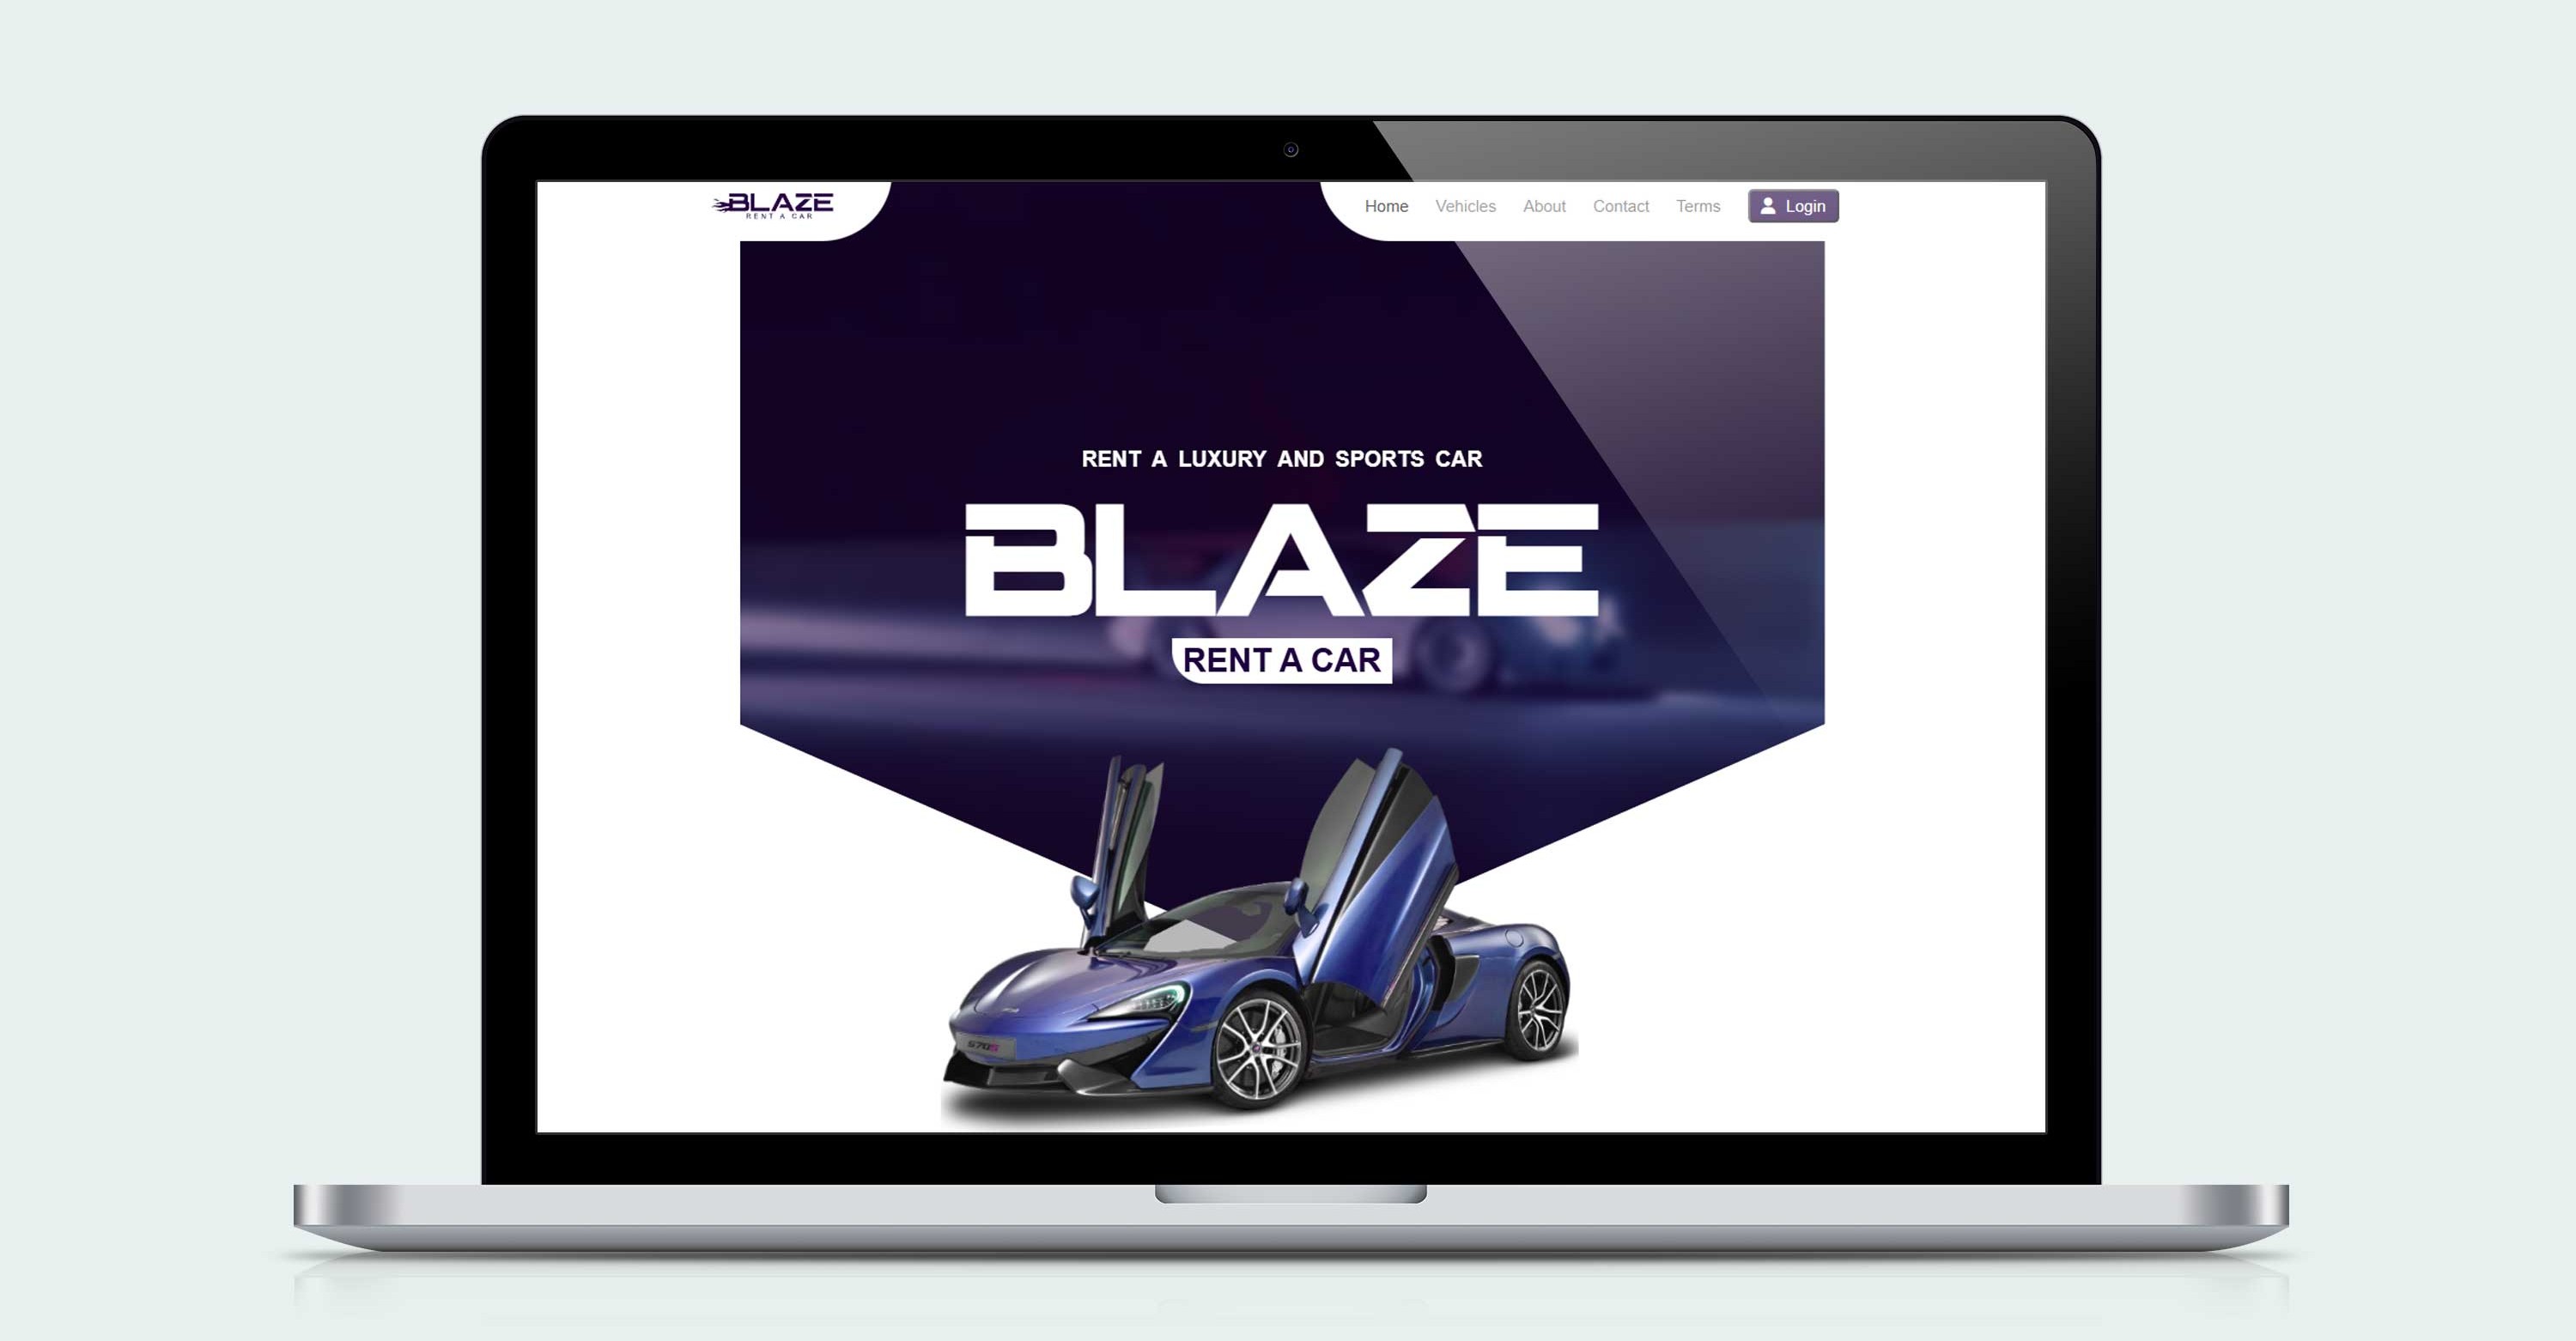 BLAZE
RENT A CAR
Home Vehicles About Contact Terms Login
RENT A LUXURY AND SPORTS CAR
BLAZE
RENT A CAR
570S